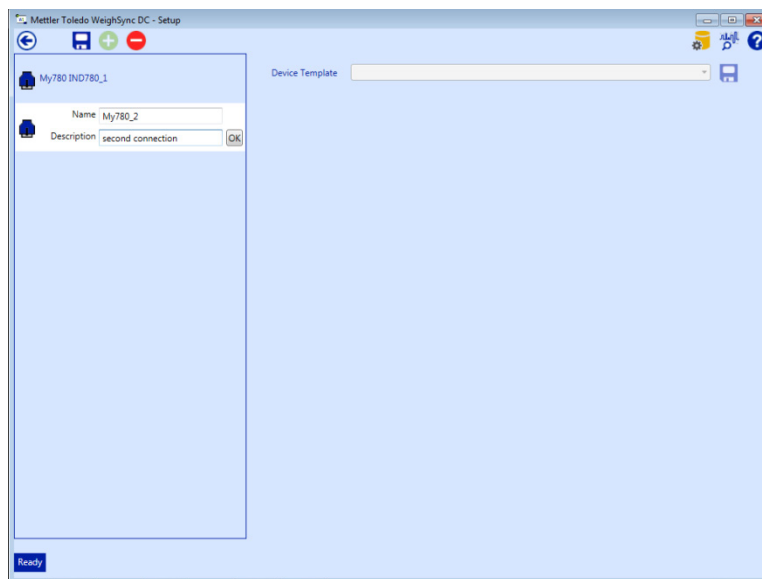 Mettler Toledo WeighSync DC - Setup
My780 IND780_1
Device Template
Name My780_2
Description second connection OK
Ready